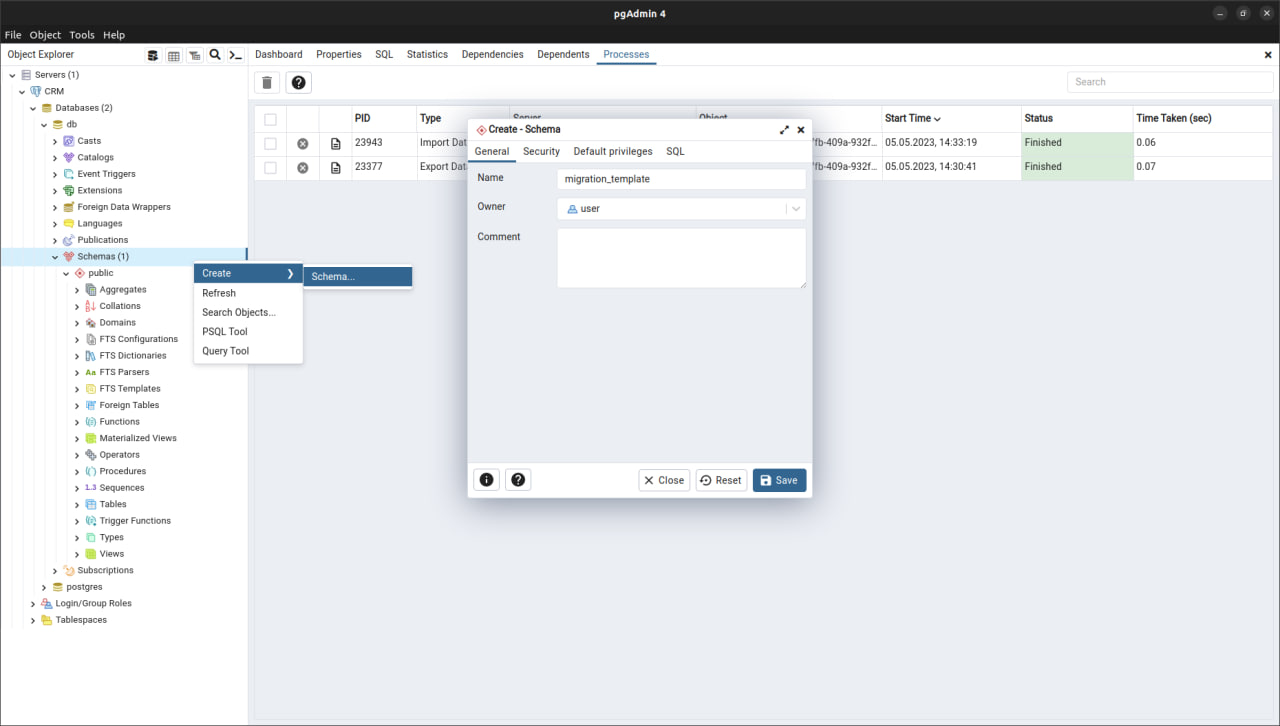 pgAdmin 4
File Object Tools Help
Object Explorer
Dashboard Properties SQL Statistics Dependencies Dependents Processes
Search
Servers (1)
CRM
Databases (2)
db
Casts
Catalogs
Event Triggers
Extensions
Foreign Data Wrappers
Languages
Publications
Schemas (1)
public
Aggregates
Collations
Domains
FTS Configurations
FTS Dictionaries
FTS Parsers
FTS Templates
Foreign Tables
Functions
Materialized Views
Operators
Procedures
1.3 Sequences
Tables
Trigger Functions
Types
Views
Subscriptions
postgres
Login/Group Roles
Tablespaces
Create
Refresh
Search Objects...
PSQL Tool
Query Tool
Schema...
PID Type Server Object Start Time Status Time Taken (sec)
23943 Import Dat 'fb-409a-932f... 05.05.2023, 14:33:19 Finished 0.06
23377 Export Dat 'fb-409a-932f... 05.05.2023, 14:30:41 Finished 0.07
Create - Schema
General Security Default privileges SQL
Name migration_template
Owner user
Comment
Close Reset Save